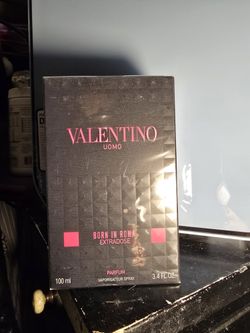 VALENTINO
UOMO
BORN IN ROMA
EXTRADOSE
PARFUM
VAPORISATEUR SPRAY
100 ml
3.4 FL.OZ